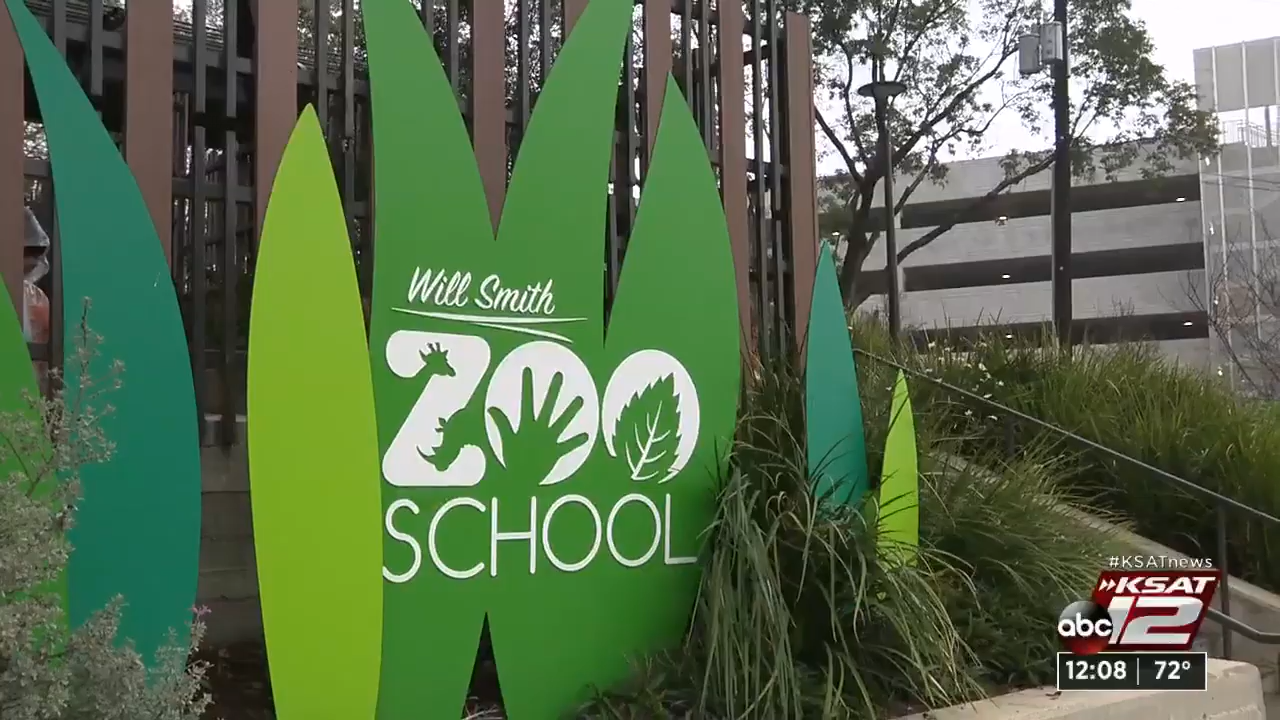 Will Smith
ZOO
SCHOOL
#KSATnews
KSAT
abc 12
12:08 72°